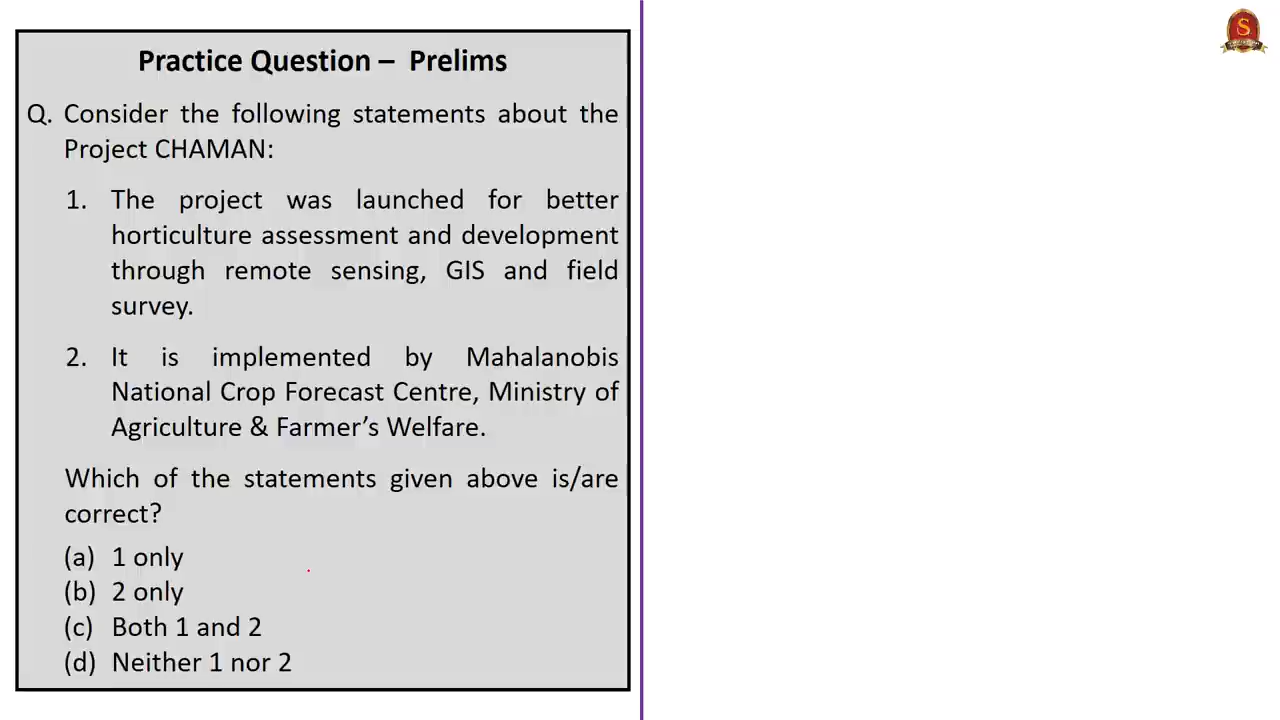 Practice Question – Prelims
Q. Consider the following statements about the
Project CHAMAN:
1. The project was launched for better
horticulture assessment and development
through remote sensing, GIS and field
survey.
2. It is implemented by Mahalanobis
National Crop Forecast Centre, Ministry of
Agriculture & Farmer’s Welfare.
Which of the statements given above is/are
correct?
(a) 1 only
(b) 2 only
(c) Both 1 and 2
(d) Neither 1 nor 2
S